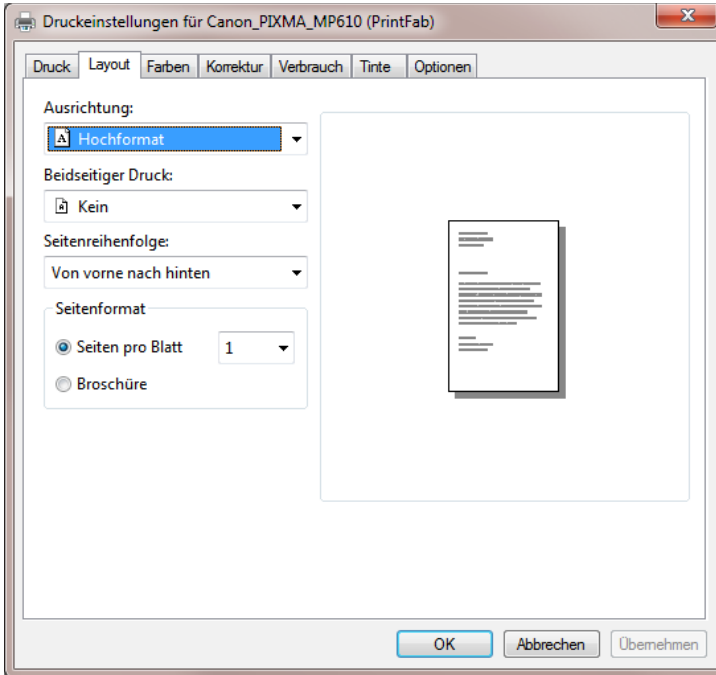 Druckeinstellungen für Canon_PIXMA_MP610 (PrintFab)
Druck Layout Farben Korrektur Verbrauch Tinte Optionen
Ausrichtung:
Hochformat
Beidseitiger Druck:
Kein
Seitenreihenfolge:
Von vorne nach hinten
Seitenformat
Seiten pro Blatt 1
Broschüre
OK Abbrechen Übernehmen